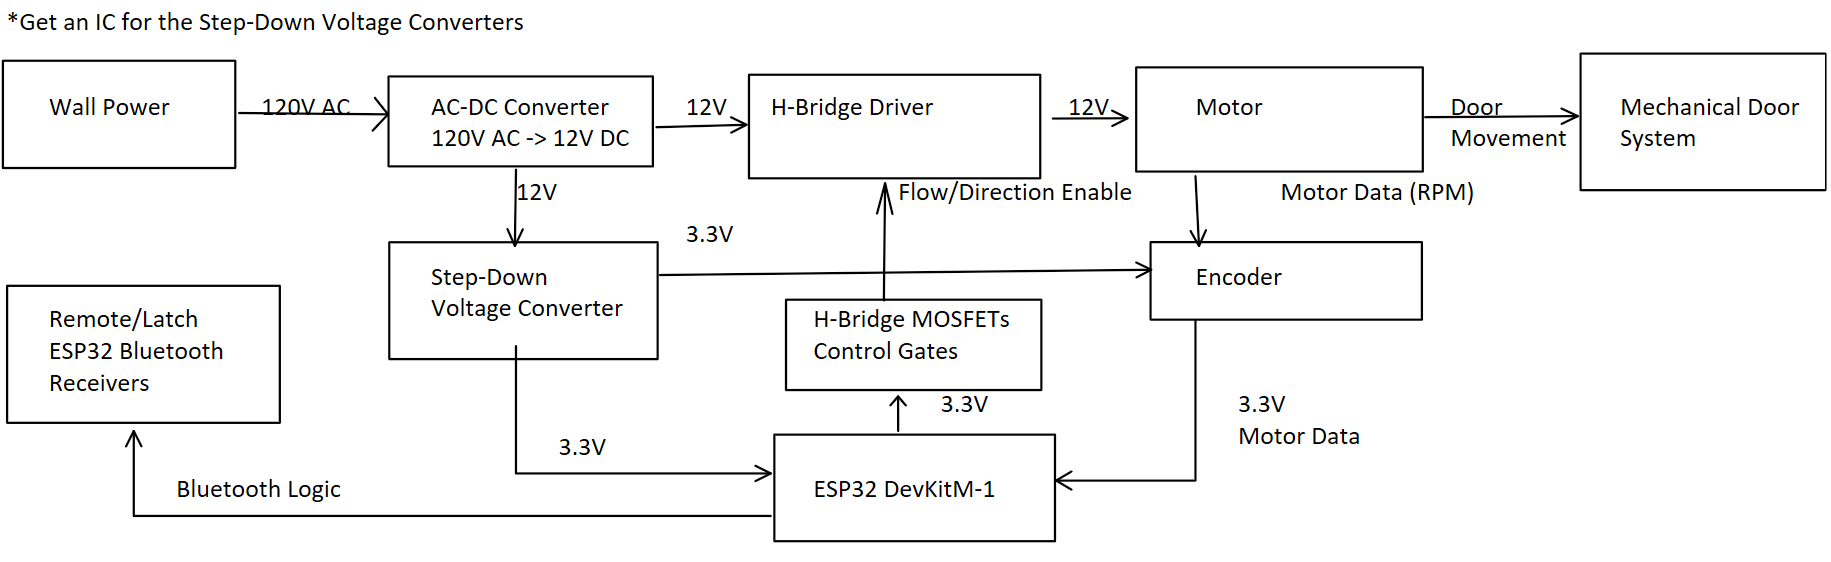 *Get an IC for the Step-Down Voltage Converters
Wall Power
120V AC
AC-DC Converter
120V AC -> 12V DC
12V
H-Bridge Driver
12V
Motor
Door
Movement
Mechanical Door
System
12V
Flow/Direction Enable
Motor Data (RPM)
3.3V
Step-Down
Voltage Converter
Encoder
Remote/Latch
ESP32 Bluetooth
Receivers
H-Bridge MOSFETs
Control Gates
3.3V
3.3V
Motor Data
3.3V
Bluetooth Logic
ESP32 DevKitM-1